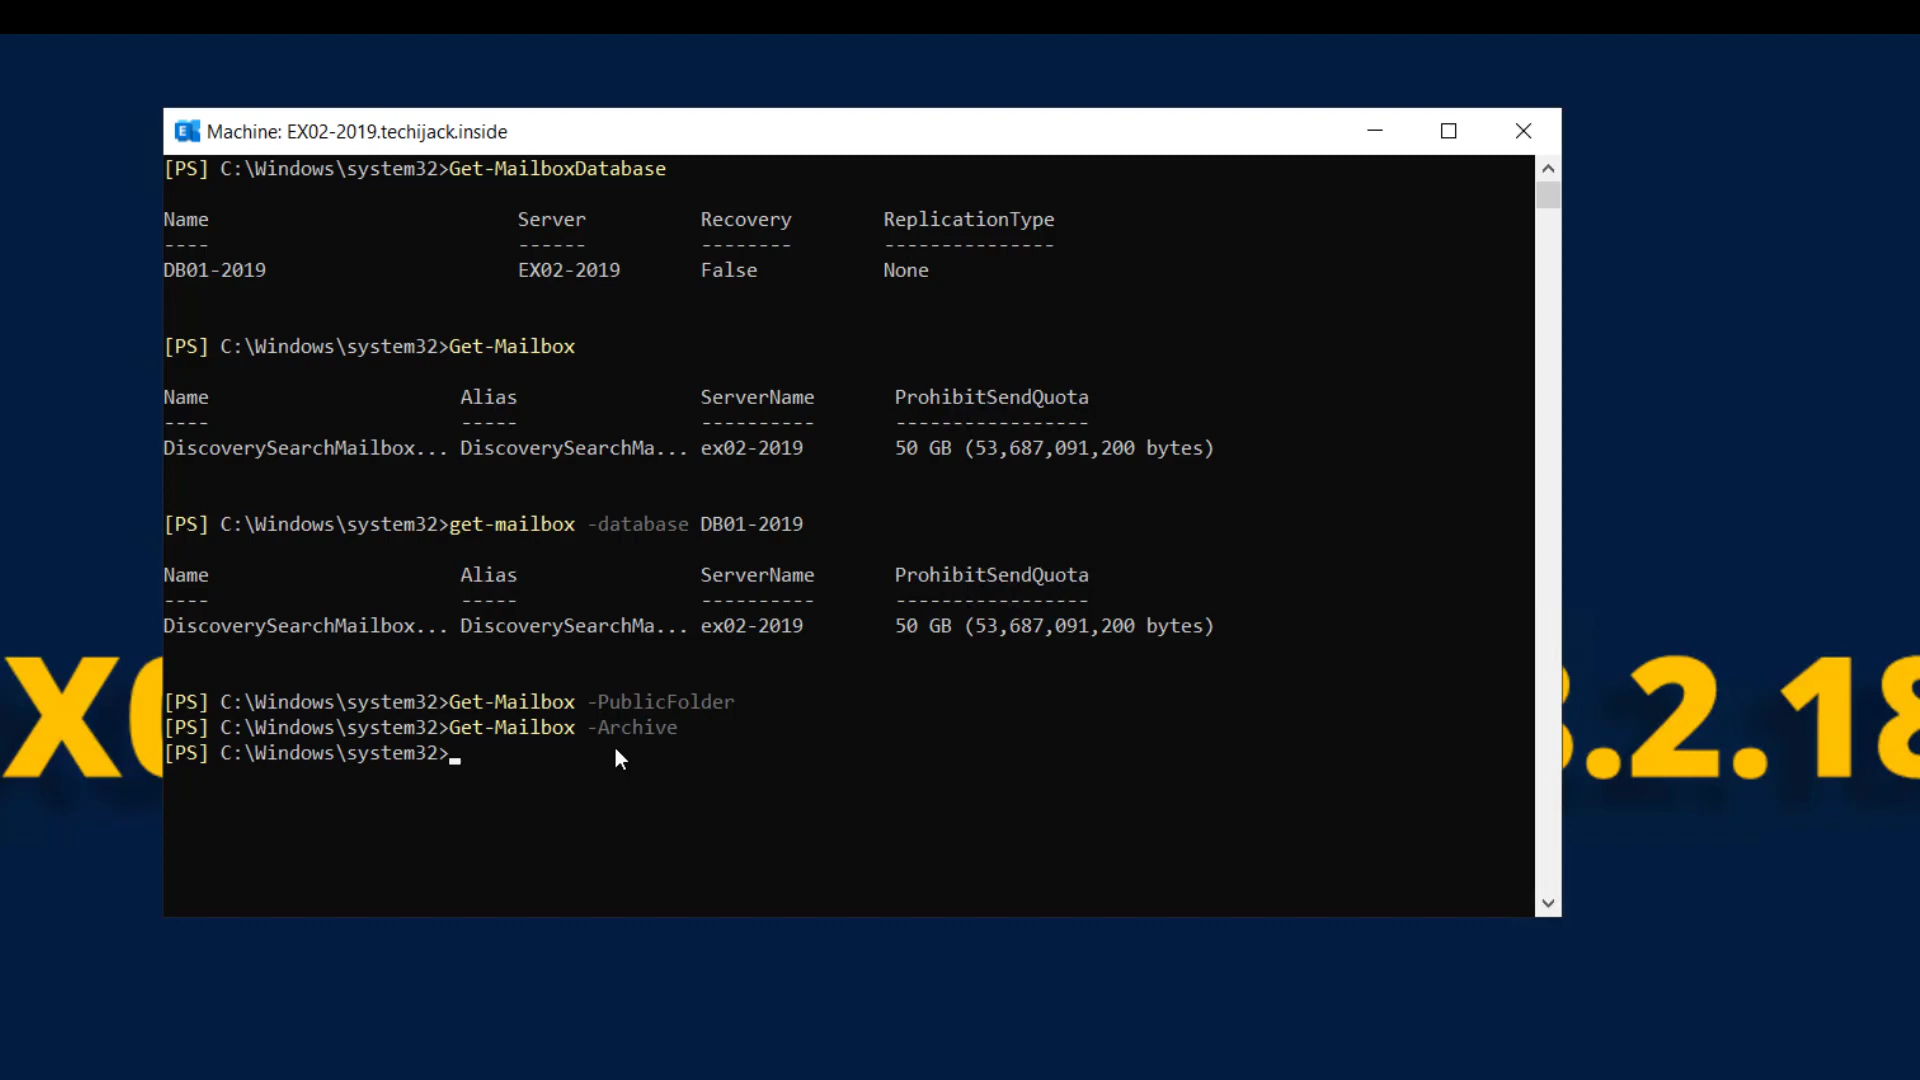 Machine: EX02-2019.techijack.inside
[PS] C:\Windows\system32>Get-MailboxDatabase
Name Server Recovery ReplicationType
---- ------ -------- ---------------
DB01-2019 EX02-2019 False None
[PS] C:\Windows\system32>Get-Mailbox
Name Alias ServerName ProhibitSendQuota
---- ----- ---------- -----------------
DiscoverySearchMailbox... DiscoverySearchMa... ex02-2019 50 GB (53,687,091,200 bytes)
[PS] C:\Windows\system32>get-mailbox -database DB01-2019
Name Alias ServerName ProhibitSendQuota
---- ----- ---------- -----------------
DiscoverySearchMailbox... DiscoverySearchMa... ex02-2019 50 GB (53,687,091,200 bytes)
[PS] C:\Windows\system32>Get-Mailbox -PublicFolder
[PS] C:\Windows\system32>Get-Mailbox -Archive
[PS] C:\Windows\system32>
.2.18